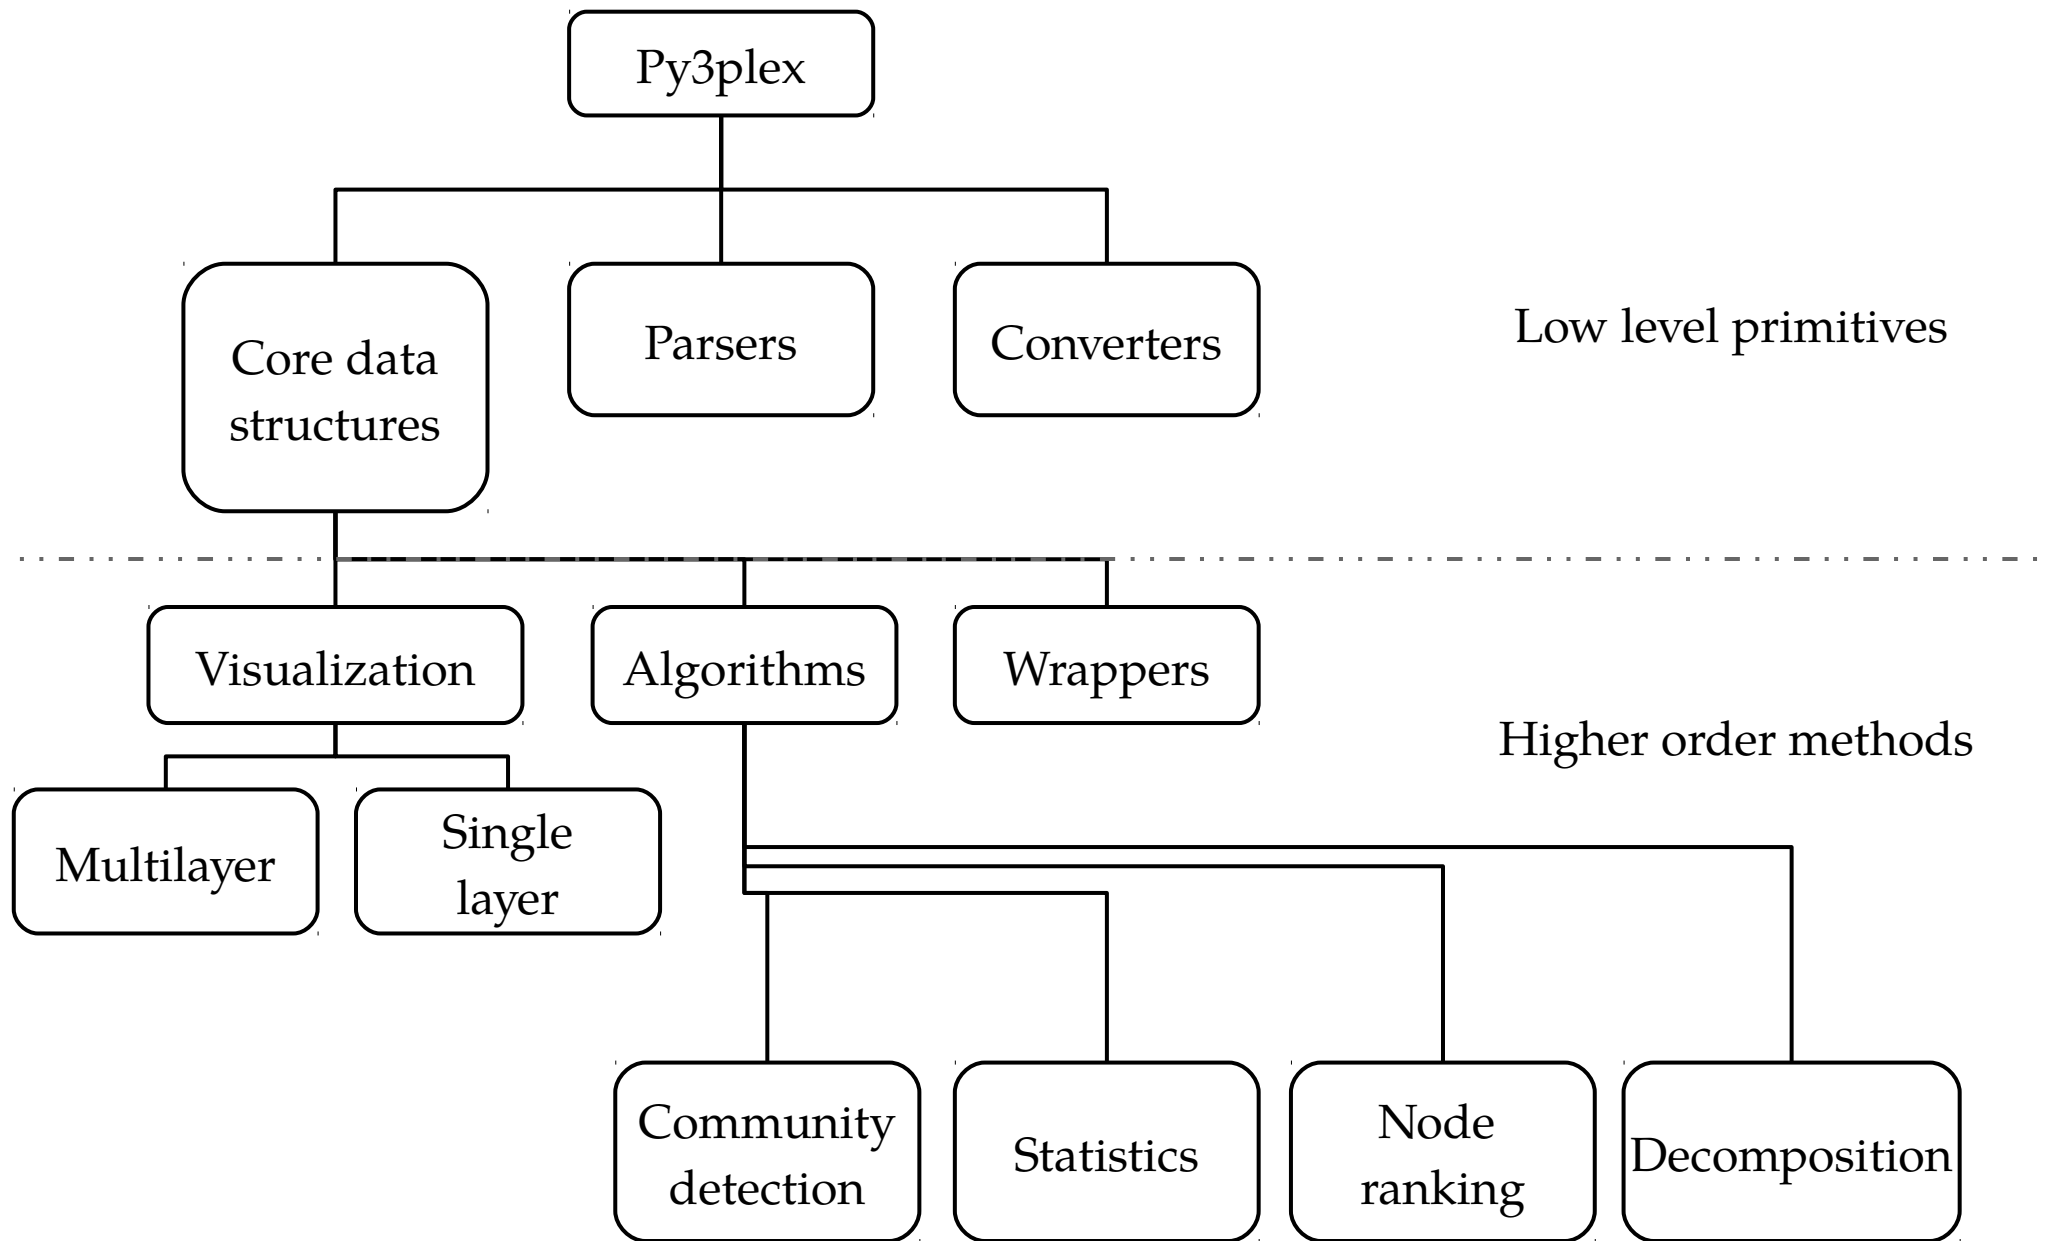 Py3plex
Core data
structures
Parsers
Converters
Low level primitives
Visualization
Algorithms
Wrappers
Higher order methods
Multilayer
Single
layer
Community
detection
Statistics
Node
ranking
Decomposition